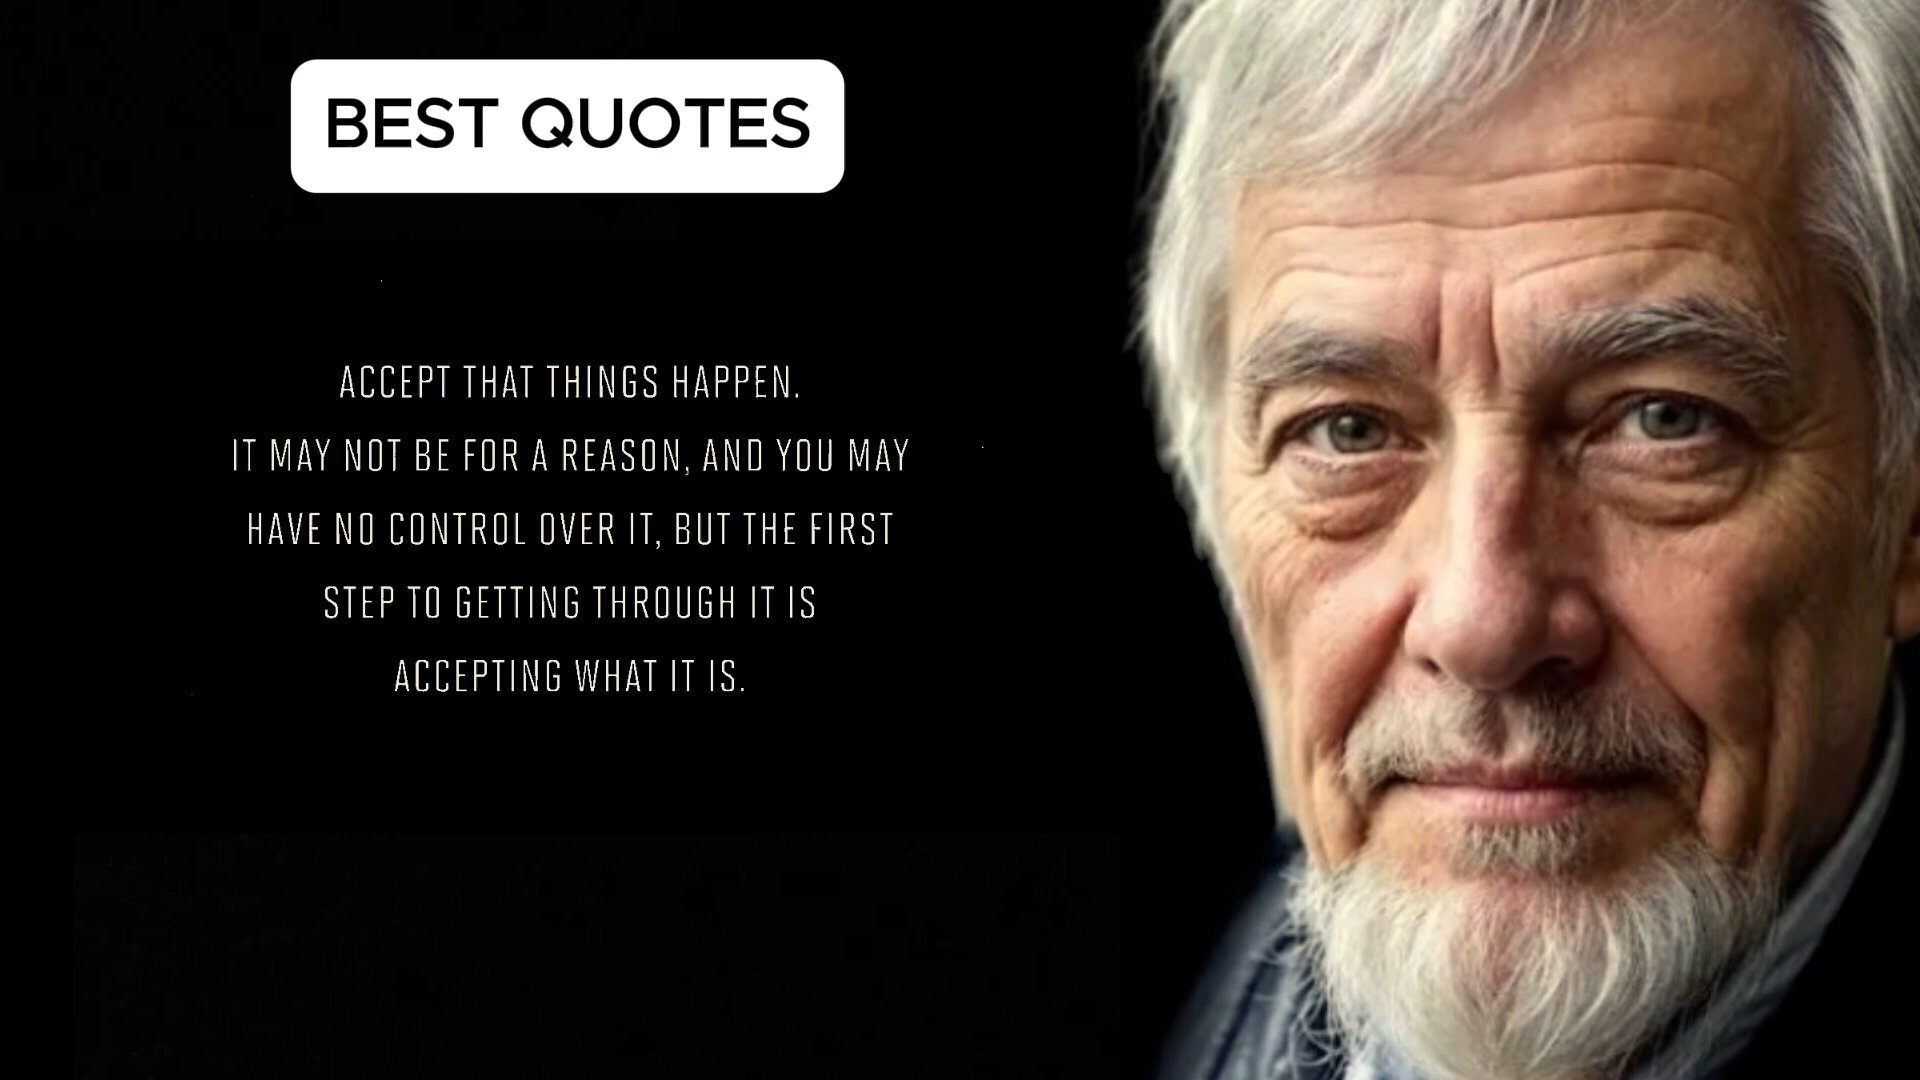 BEST QUOTES
ACCEPT THAT THINGS HAPPEN.
IT MAY NOT BE FOR A REASON, AND YOU MAY
HAVE NO CONTROL OVER IT, BUT THE FIRST
STEP TO GETTING THROUGH IT IS
ACCEPTING WHAT IT IS.